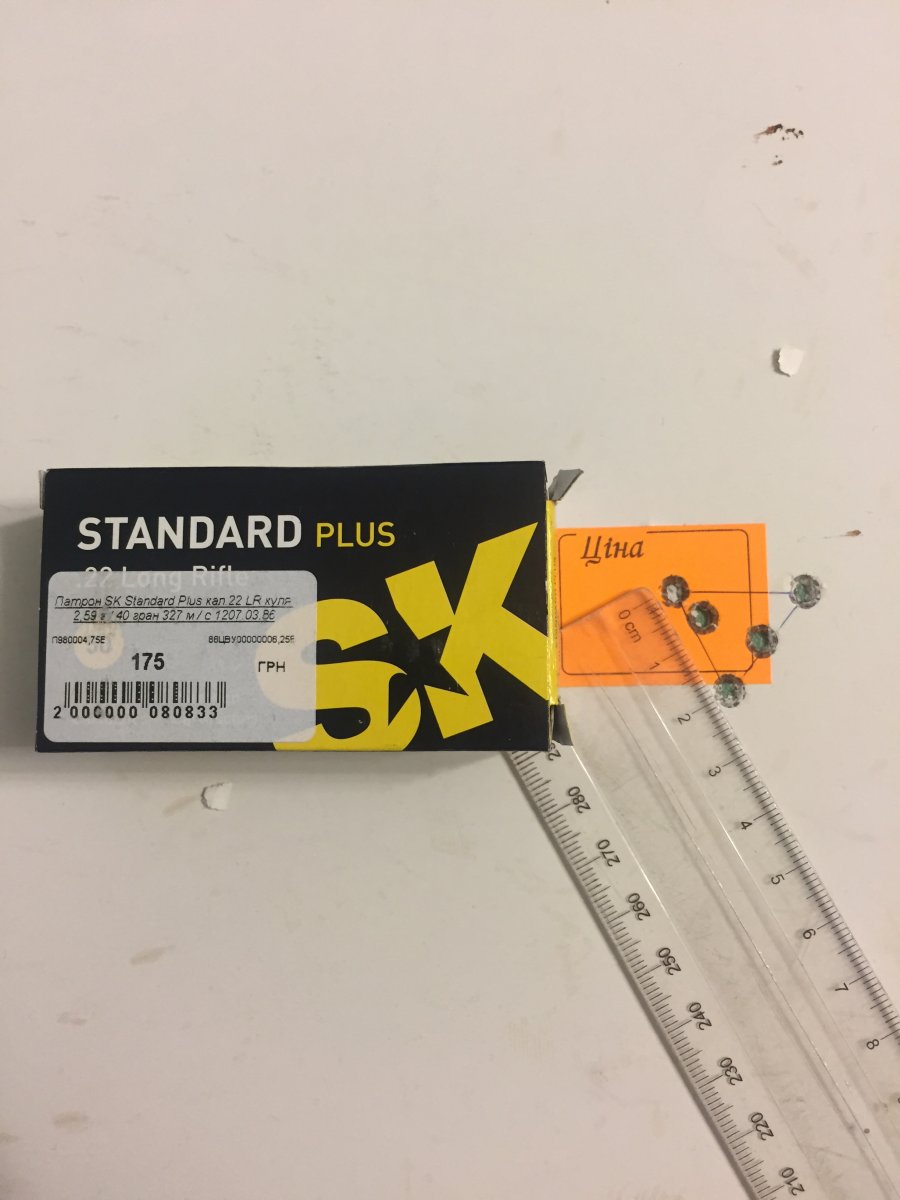 STANDARD PLUS
.22 Long Rifle
Патрон SK Standard Plus кал 22 LR куля
2,59 г / 40 гран 327 м / с 1207.03.86
175
ГРН
2 000000 080833
SK
Ціна
0 cm
1
2
3
4
5
6
7
8
280
270
260
250
240
230
220
210